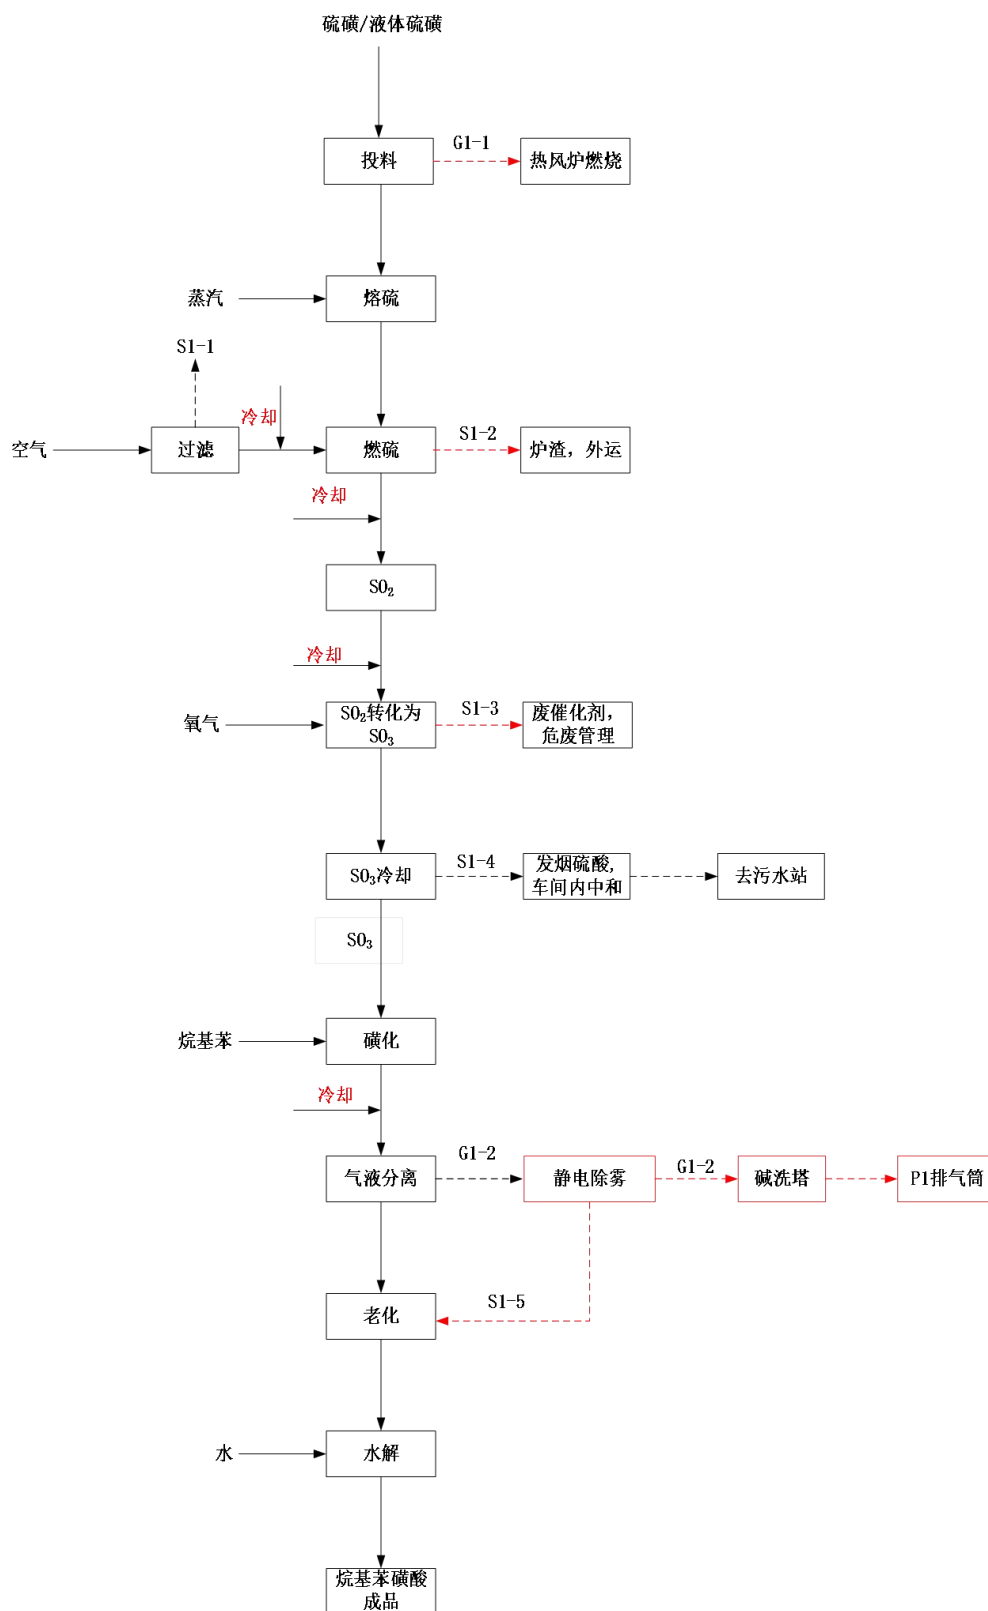 硫磺/液体硫磺
G1-1
投料
热风炉燃烧
蒸汽
熔硫
S1-1
冷却
空气
过滤
燃硫
S1-2
炉渣，外运
冷却
SO₂
冷却
氧气
SO₂转化为
SO₃
S1-3
废催化剂，
危废管理
SO₃冷却
S1-4
发烟硫酸,
车间内中和
去污水站
SO₃
烷基苯
磺化
冷却
气液分离
G1-2
静电除雾
G1-2
碱洗塔
P1排气筒
老化
S1-5
水
水解
烷基苯磺酸
成品